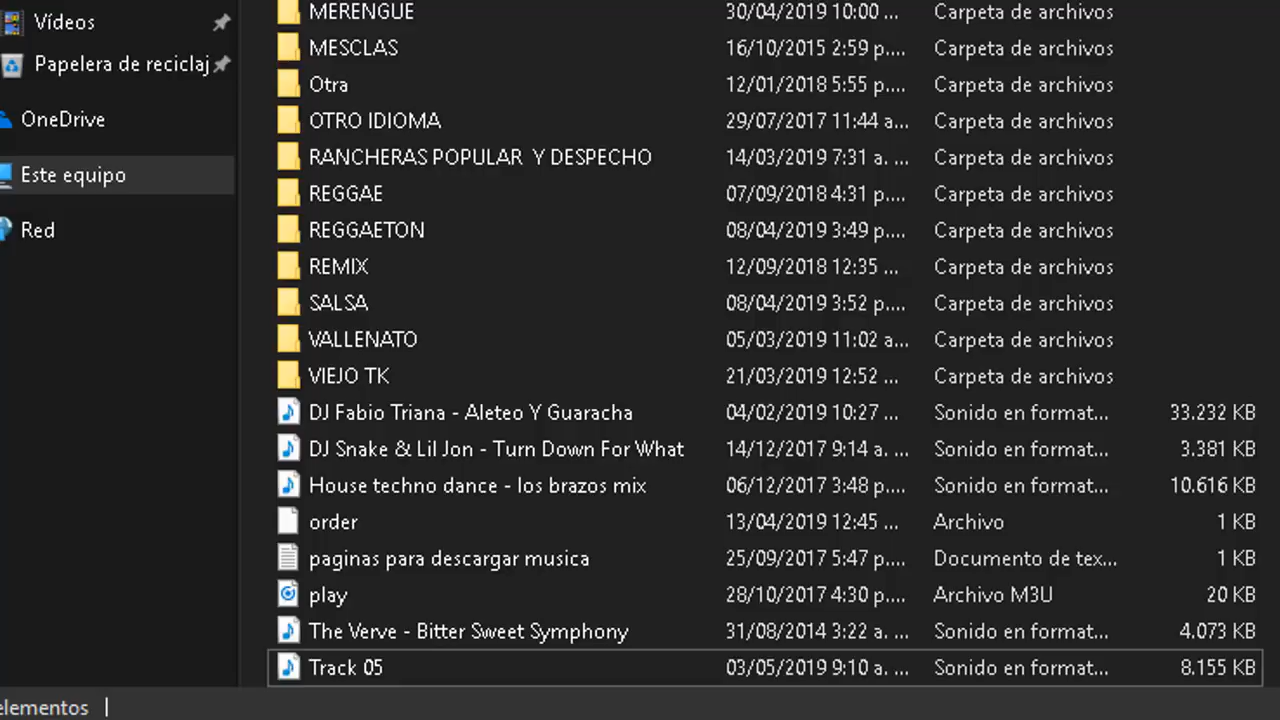 Vídeos
Papelera de reciclaj
OneDrive
Este equipo
Red
MERENGUE 30/04/2019 10:00 ... Carpeta de archivos
MESCLAS 16/10/2015 2:59 p.... Carpeta de archivos
Otra 12/01/2018 5:55 p.... Carpeta de archivos
OTRO IDIOMA 29/07/2017 11:44 a... Carpeta de archivos
RANCHERAS POPULAR  Y DESPECHO 14/03/2019 7:31 a. ... Carpeta de archivos
REGGAE 07/09/2018 4:31 p.... Carpeta de archivos
REGGAETON 08/04/2019 3:49 p.... Carpeta de archivos
REMIX 12/09/2018 12:35 ... Carpeta de archivos
SALSA 08/04/2019 3:52 p.... Carpeta de archivos
VALLENATO 05/03/2019 11:02 a... Carpeta de archivos
VIEJO TK 21/03/2019 12:52 ... Carpeta de archivos
DJ Fabio Triana - Aleteo Y Guaracha 04/02/2019 10:27 ... Sonido en format... 33.232 KB
DJ Snake & Lil Jon - Turn Down For What 14/12/2017 9:14 a. ... Sonido en format... 3.381 KB
House techno dance - los brazos mix 06/12/2017 3:48 p.... Sonido en format... 10.616 KB
order 13/04/2019 12:45 ... Archivo 1 KB
paginas para descargar musica 25/09/2017 5:47 p.... Documento de tex... 1 KB
play 28/10/2017 4:30 p.... Archivo M3U 20 KB
The Verve - Bitter Sweet Symphony 31/08/2014 3:22 a. ... Sonido en format... 4.073 KB
Track 05 03/05/2019 9:10 a. ... Sonido en format... 8.155 KB
elementos